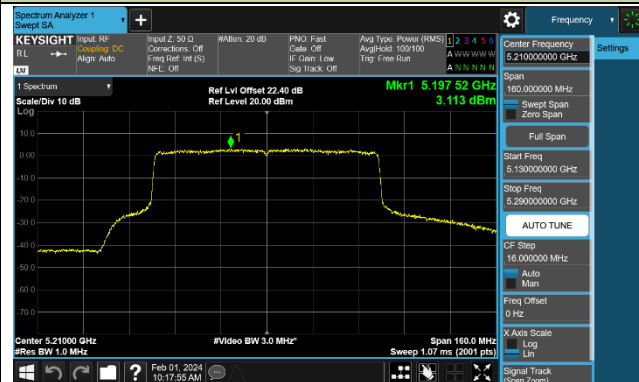 Spectrum Analyzer 1
Swept SA
Frequency
KEYSIGHT
RL
LXI
Input: RF
Coupling: DC
Align: Auto
Input Z: 50 Ω
Corrections: Off
Freq Ref: Int (S)
NFE: Off
#Atten: 20 dB
PNO: Fast
Gate: Off
IF Gain: Low
Sig Track: Off
Avg Type: Power (RMS)
Avg|Hold: 100/100
Trig: Free Run
1 2 3 4 5 6
A W W W W W
A N N N N N
1 Spectrum
Scale/Div 10 dB
Log
Ref Lvl Offset 22.40 dB
Ref Level 20.00 dBm
Mkr1 5.197 52 GHz
3.113 dBm
1
10.0
0.00
-10.0
-20.0
-30.0
-40.0
-50.0
-60.0
-70.0
Center 5.21000 GHz
#Res BW 1.0 MHz
#Video BW 3.0 MHz*
Span 160.0 MHz
Sweep 1.07 ms (2001 pts)
Feb 01, 2024
10:17:55 AM
Center Frequency
5.210000000 GHz
Settings
Span
160.000000 MHz
Swept Span
Zero Span
Full Span
Start Freq
5.130000000 GHz
Stop Freq
5.290000000 GHz
AUTO TUNE
CF Step
16.000000 MHz
Auto
Man
Freq Offset
0 Hz
X Axis Scale
Log
Lin
Signal Track
(Span Zoom)